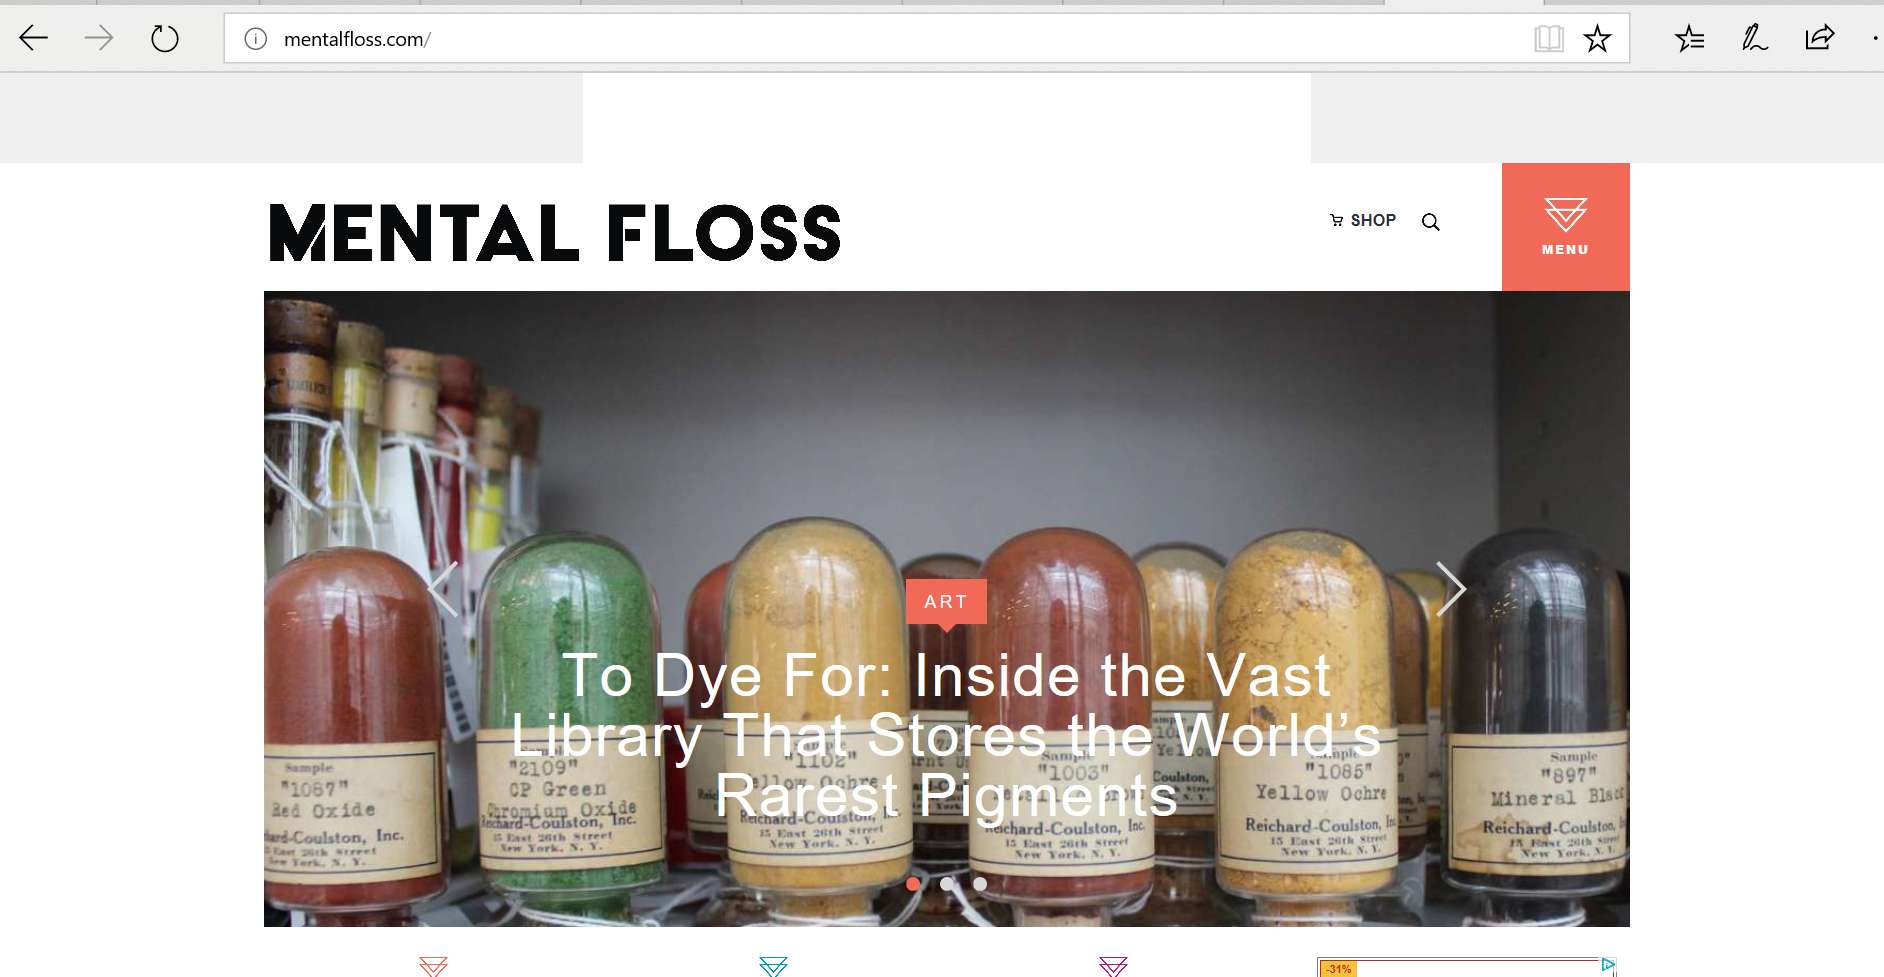 mentalfloss.com/
MENTAL FLOSS
SHOP
MENU
ART
To Dye For: Inside the Vast
Library That Stores the World’s
Rarest Pigments
Sample
"1087"
Red Oxide
Reichard-Coulston, Inc.
15 East 26th Street
New York, N. Y.
"2109"
CP Green
Chromium Oxide
Reichard-Coulston, Inc.
15 East 26th Street
New York, N. Y.
"1102"
Yellow Ochre
Reichard-Coulston, Inc.
15 East 26th Street
New York, N. Y.
Sample
"1003"
Reichard-Coulston, Inc.
15 East 26th Street
New York, N. Y.
Coulston,
Sample
"1085"
Yellow Ochre
Reichard-Coulston, Inc.
15 East 26th Street
New York, N. Y.
Sample
"897"
Mineral Blac
Reichard-Coulston,
15 East 26th Street
New York, N. Y.
-31%